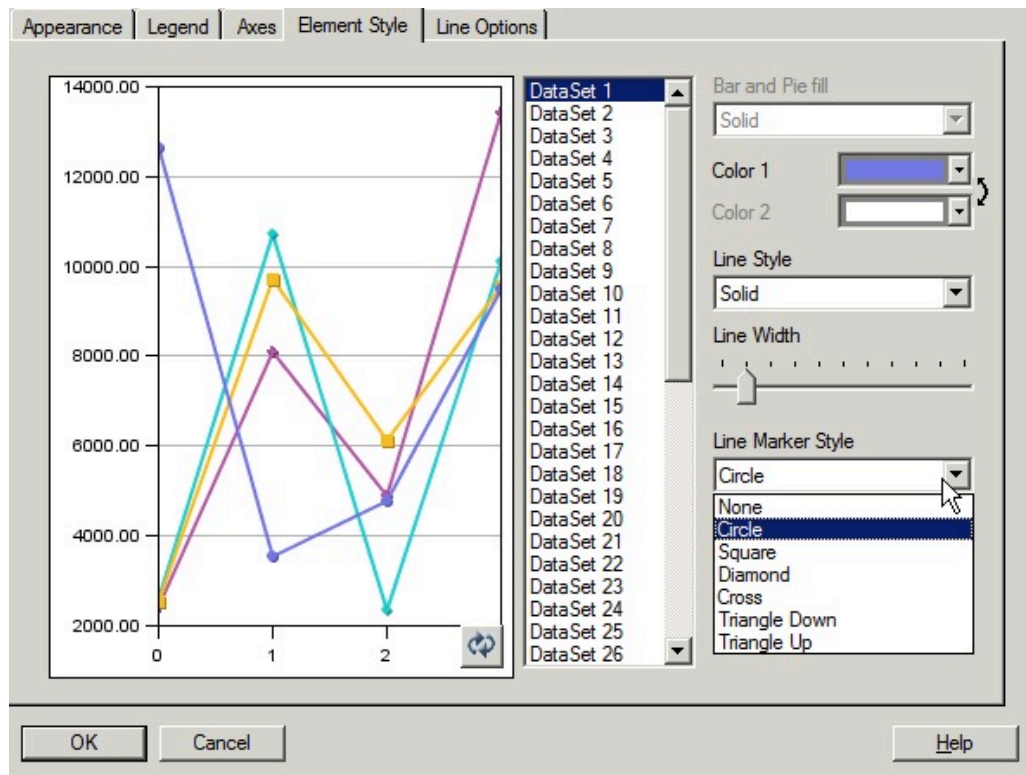 Appearance Legend Axes Element Style Line Options
14000.00
12000.00
10000.00
8000.00
6000.00
4000.00
2000.00
0 1 2
DataSet 1
DataSet 2
DataSet 3
DataSet 4
DataSet 5
DataSet 6
DataSet 7
DataSet 8
DataSet 9
DataSet 10
DataSet 11
DataSet 12
DataSet 13
DataSet 14
DataSet 15
DataSet 16
DataSet 17
DataSet 18
DataSet 19
DataSet 20
DataSet 21
DataSet 22
DataSet 23
DataSet 24
DataSet 25
DataSet 26
Bar and Pie fill
Solid
Color 1
Color 2
Line Style
Solid
Line Width
Line Marker Style
Circle
None
Circle
Square
Diamond
Cross
Triangle Down
Triangle Up
OK Cancel Help